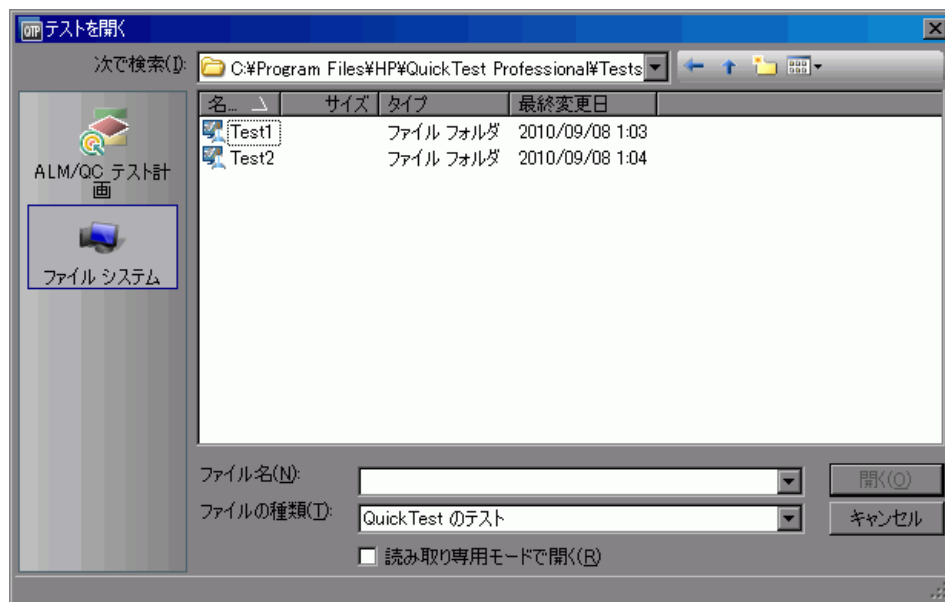 QTP テストを開く
次で検索(I):
C:¥Program Files¥HP¥QuickTest Professional¥Tests
ALM/QC テスト計画
ファイル システム
名... サイズ タイプ 最終変更日
Test1 ファイル フォルダ 2010/09/08 1:03
Test2 ファイル フォルダ 2010/09/08 1:04
ファイル名(N):
開く(O)
ファイルの種類(T):
QuickTest のテスト
キャンセル
読み取り専用モードで開く(R)